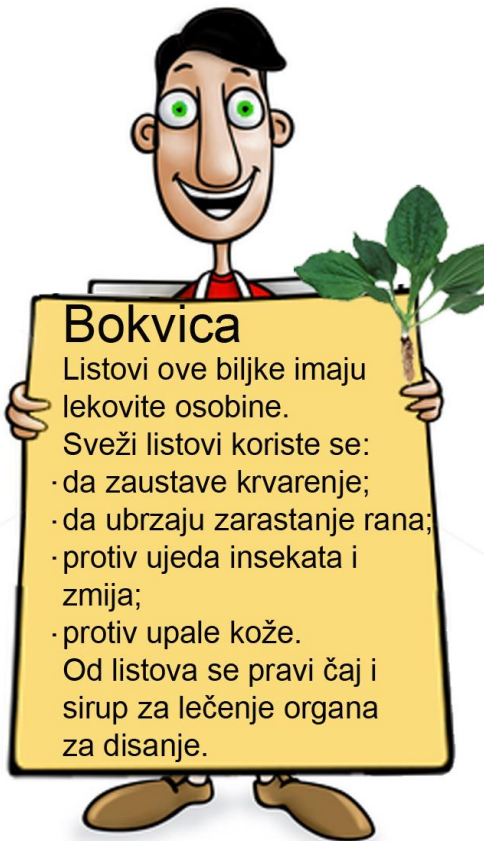 Bokvica
Listovi ove biljke imaju
lekovite osobine.
Sveži listovi koriste se:
·da zaustave krvarenje;
·da ubrzaju zarastanje rana;
·protiv ujeda insekata i
zmija;
·protiv upale kože.
Od listova se pravi čaj i
sirup za lečenje organa
za disanje.